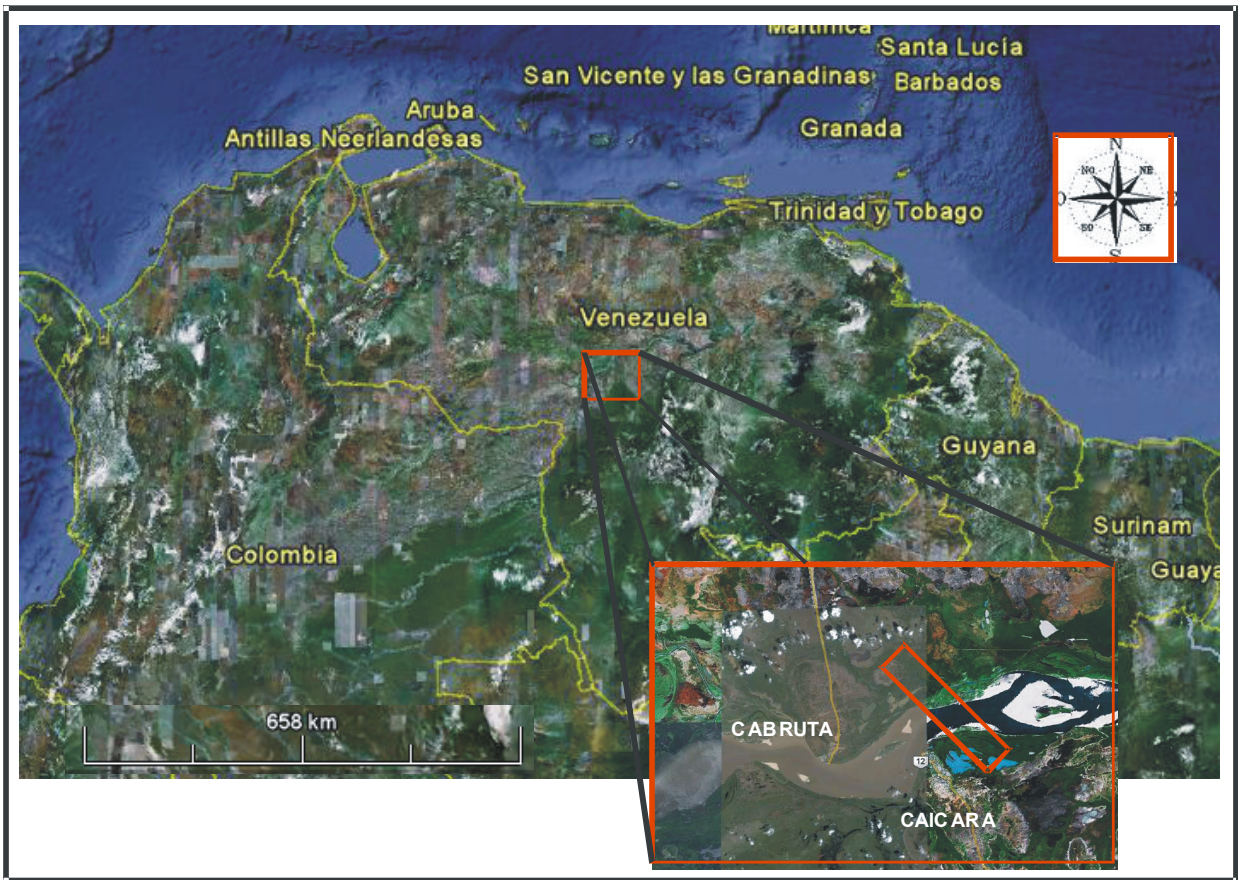 Martinica
Santa Lucía
San Vicente y las Granadinas
Barbados
Aruba
Antillas Neerlandesas
Granada
N
NO
NE
O
SO
SE
S
Trinidad y Tobago
Venezuela
Guyana
Surinam
Colombia
Guaya
658 km
CABRUTA
12
CAICARA